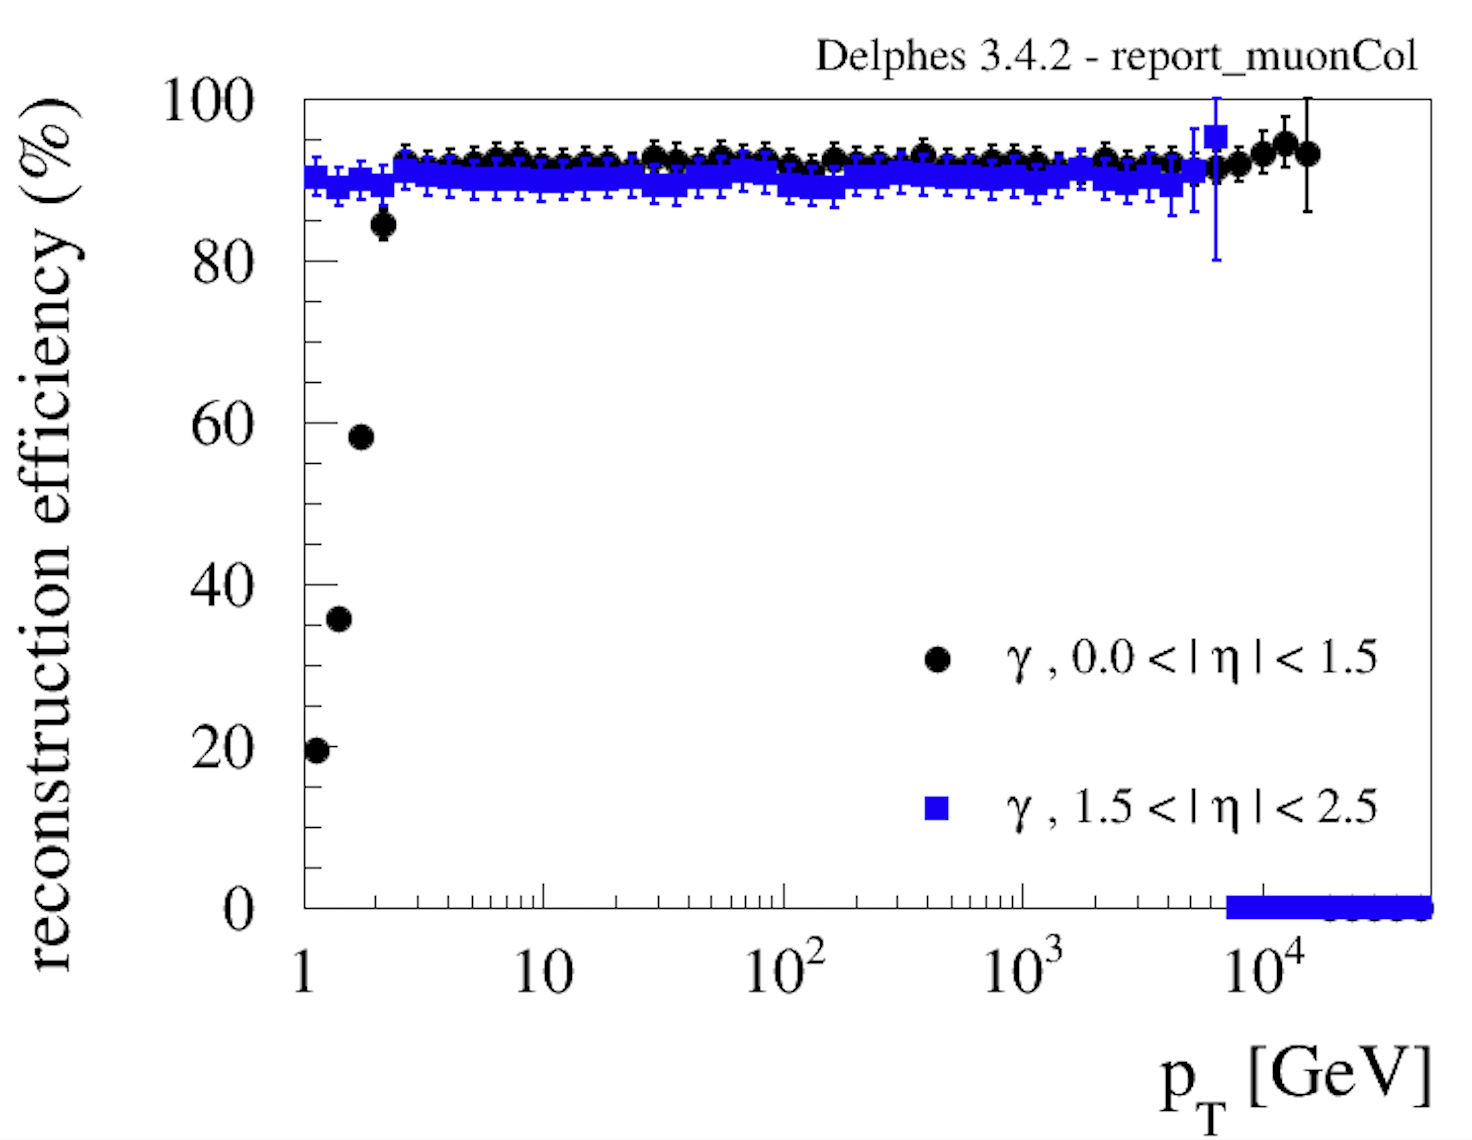 Delphes 3.4.2 - report_muonCol
reconstruction efficiency (%)
100
80
60
40
20
0
γ , 0.0 < | η | < 1.5
γ , 1.5 < | η | < 2.5
1 10 10² 10³ 10⁴
p_T [GeV]